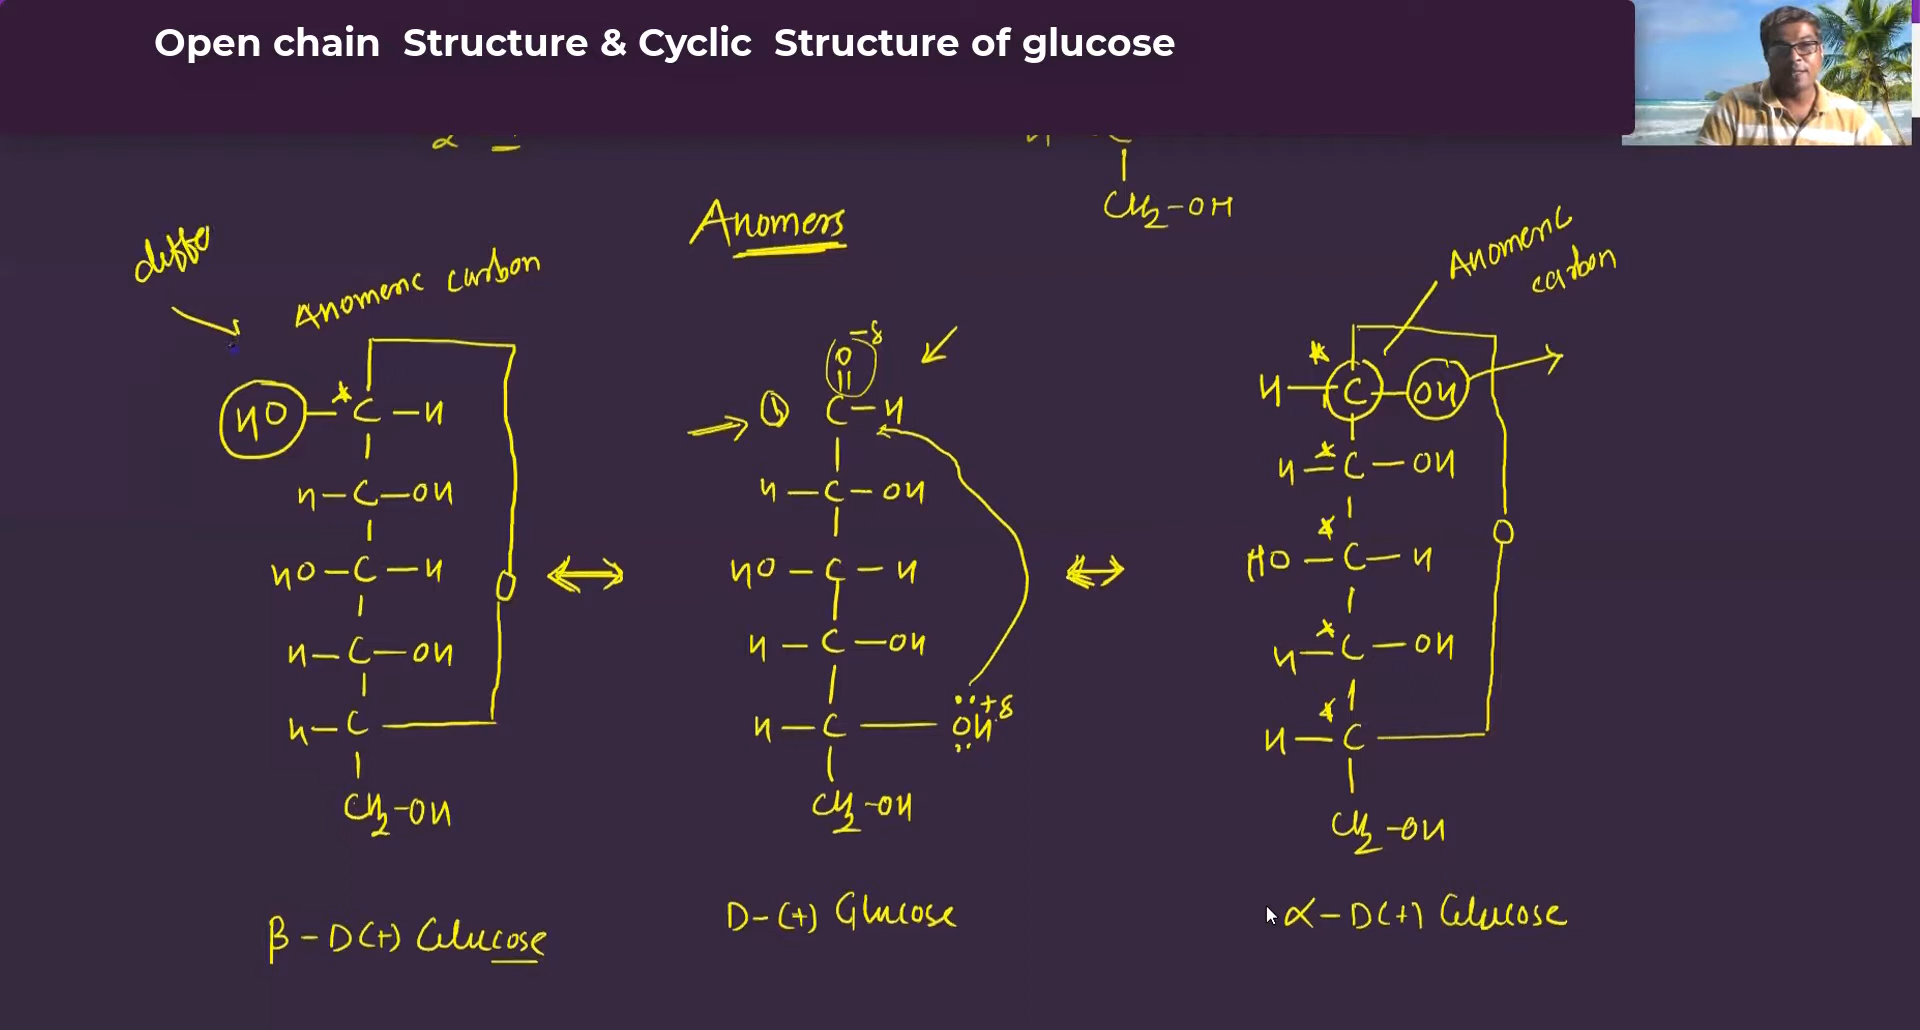 Open chain Structure & Cyclic Structure of glucose
α
CH2-OH
Anomers
diffe
Anomeric carbon
Anomeric
carbon
HO - * C - H
H - C - OH
HO - C - H
H - C - OH
H - C
O
CH2-OH
β - D(+) Glucose
-δ
O
①
C - H
H - C - OH
HO - C - H
H - C - OH
H - C - OH +δ
CH2-OH
D-(+) Glucose
*
H - C - OH
H - * C - OH
*
HO - C - H
*
H - C - OH
*
H - C
O
CH2-OH
α - D(+) Glucose